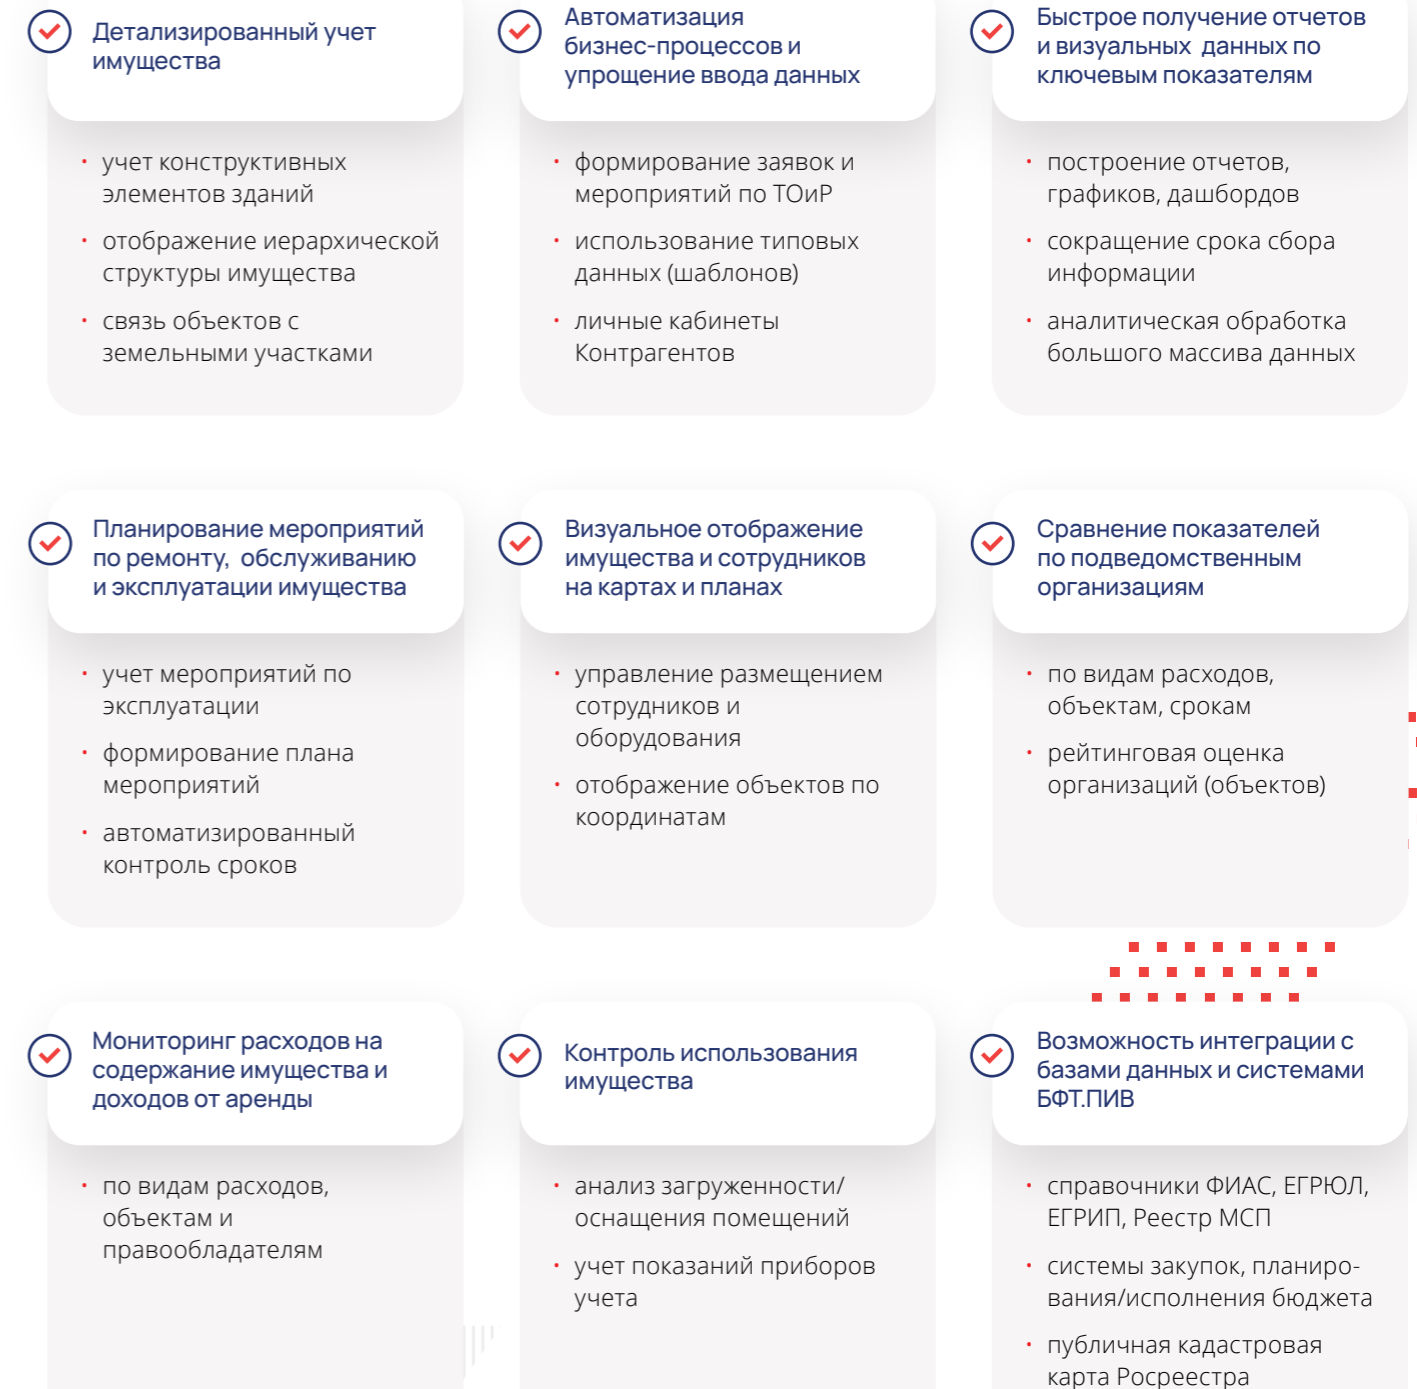 Детализированный учет
имущества
· учет конструктивных
элементов зданий
· отображение иерархической
структуры имущества
· связь объектов с
земельными участками
Автоматизация
бизнес-процессов и
упрощение ввода данных
· формирование заявок и
мероприятий по ТОиР
· использование типовых
данных (шаблонов)
· личные кабинеты
Контрагентов
Быстрое получение отчетов
и визуальных данных по
ключевым показателям
· построение отчетов,
графиков, дашбордов
· сокращение срока сбора
информации
· аналитическая обработка
большого массива данных
Планирование мероприятий
по ремонту, обслуживанию
и эксплуатации имущества
· учет мероприятий по
эксплуатации
· формирование плана
мероприятий
· автоматизированный
контроль сроков
Визуальное отображение
имущества и сотрудников
на картах и планах
· управление размещением
сотрудников и
оборудования
· отображение объектов по
координатам
Сравнение показателей
по подведомственным
организациям
· по видам расходов,
объектам, срокам
· рейтинговая оценка
организаций (объектов)
Мониторинг расходов на
содержание имущества и
доходов от аренды
· по видам расходов,
объектам и
правообладателям
Контроль использования
имущества
· анализ загруженности/
оснащения помещений
· учет показаний приборов
учета
Возможность интеграции с
базами данных и системами
БФТ.ПИВ
· справочники ФИАС, ЕГРЮЛ,
ЕГРИП, Реестр МСП
· системы закупок, планиро-
вания/исполнения бюджета
· публичная кадастровая
карта Росреестра